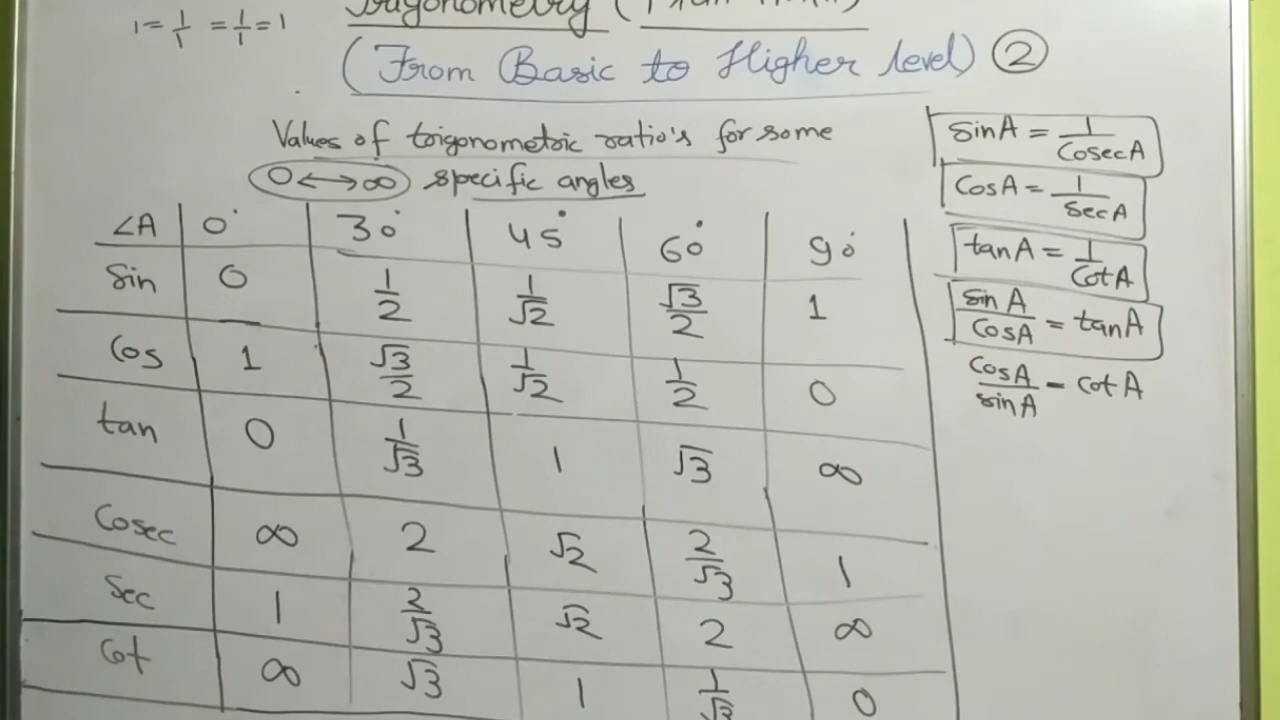 1 = 1/1 = 1/1 = 1
Trigonometry (
(From Basic to Higher level) 2
Values of trigonometric ratio's for some
0 ⟷ ∞ specific angles
∠A 0° 30° 45° 60° 90°
Sin 0 1/2 1/√2 √3/2 1
Cos 1 √3/2 1/√2 1/2 0
tan 0 1/√3 1 √3 ∞
Cosec ∞ 2 √2 2/√3 1
Sec 1 2/√3 √2 2 ∞
Cot ∞ √3 1 1/√3 0
sinA = 1/CosecA
CosA = 1/SecA
tanA = 1/CotA
sinA/CosA = tanA
CosA/sinA - cotA